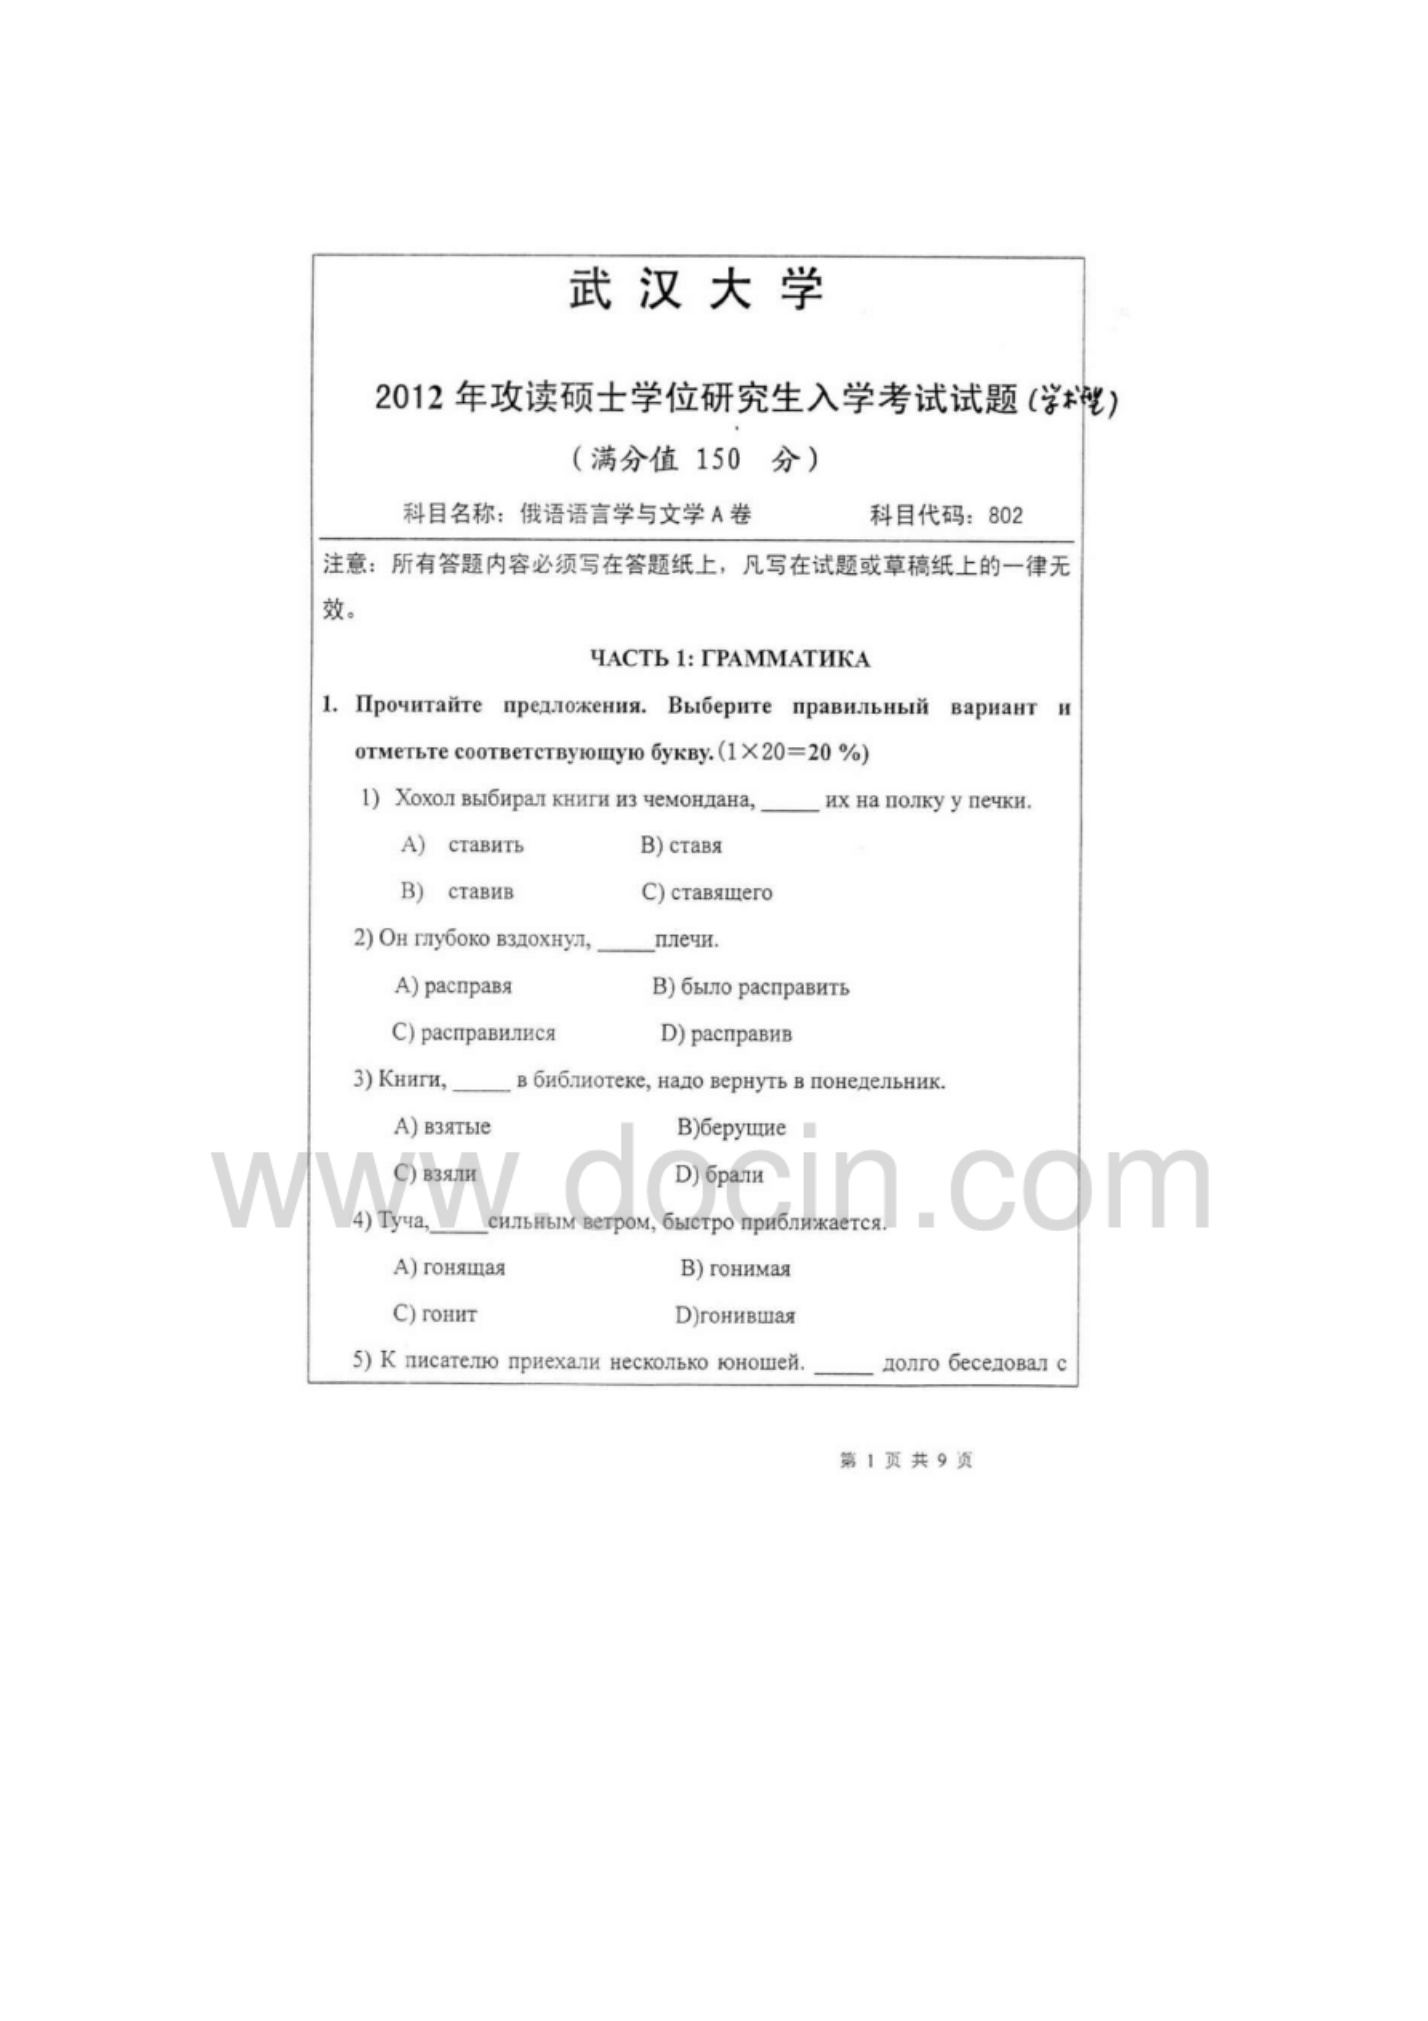 武汉大学
2012 年攻读硕士学位研究生入学考试试题(学术型)
(满分值 150 分)
科目名称：俄语语言学与文学 A 卷 科目代码：802
注意：所有答题内容必须写在答题纸上，凡写在试题或草稿纸上的一律无
效。
ЧАСТЬ 1: ГРАММАТИКА
1. Прочитайте предложения. Выберите правильный вариант и
отметьте соответствующую букву.(1×20=20 %)
1) Хохол выбирал книги из чемондана, _____ их на полку у печки.
A) ставить B) ставя
B) ставив C) ставящего
2) Он глубоко вздохнул, _____плечи.
A) расправя B) было расправить
C) расправилися D) расправив
3) Книги, _____ в библиотеке, надо вернуть в понедельник.
A) взятые B)берущие
C) взяли D) брали
www.docin.com
4) Туча,_____сильным ветром, быстро приближается.
A) гонящая B) гонимая
C) гонит D)гонившая
5) К писателю приехали несколько юношей. _____ долго беседовал с
第 1 页 共 9 页